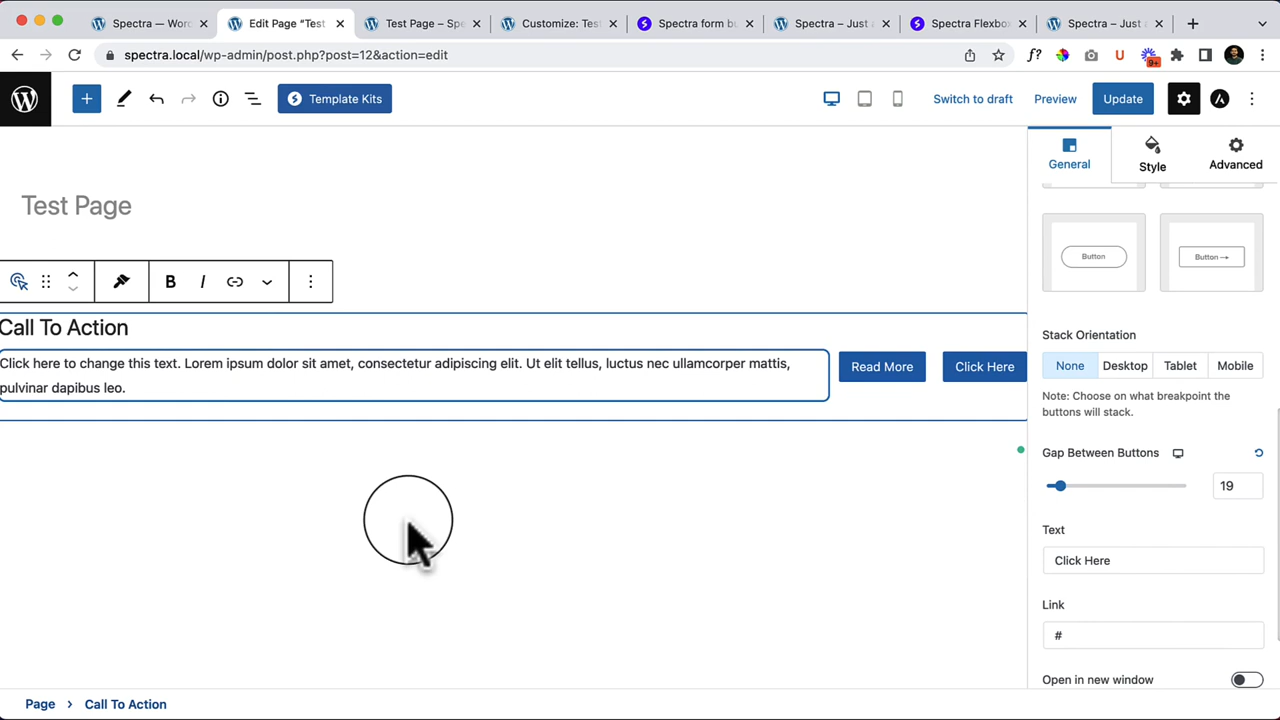 Spectra — Wor
Edit Page “Test
Test Page – Spe
Customize: Tes
Spectra form bu
Spectra – Just a
Spectra Flexbo
Spectra – Just a
spectra.local/wp-admin/post.php?post=12&action=edit
f?
U
9+
Template Kits
Switch to draft
Preview
Update
General
Style
Advanced
Test Page
Button
Button
B I
Call To Action
Stack Orientation
Click here to change this text. Lorem ipsum dolor sit amet, consectetur adipiscing elit. Ut elit tellus, luctus nec ullamcorper mattis,
pulvinar dapibus leo.
Read More
Click Here
None
Desktop
Tablet
Mobile
Note: Choose on what breakpoint the
buttons will stack.
Gap Between Buttons
19
Text
Click Here
Link
#
Open in new window
Page
Call To Action